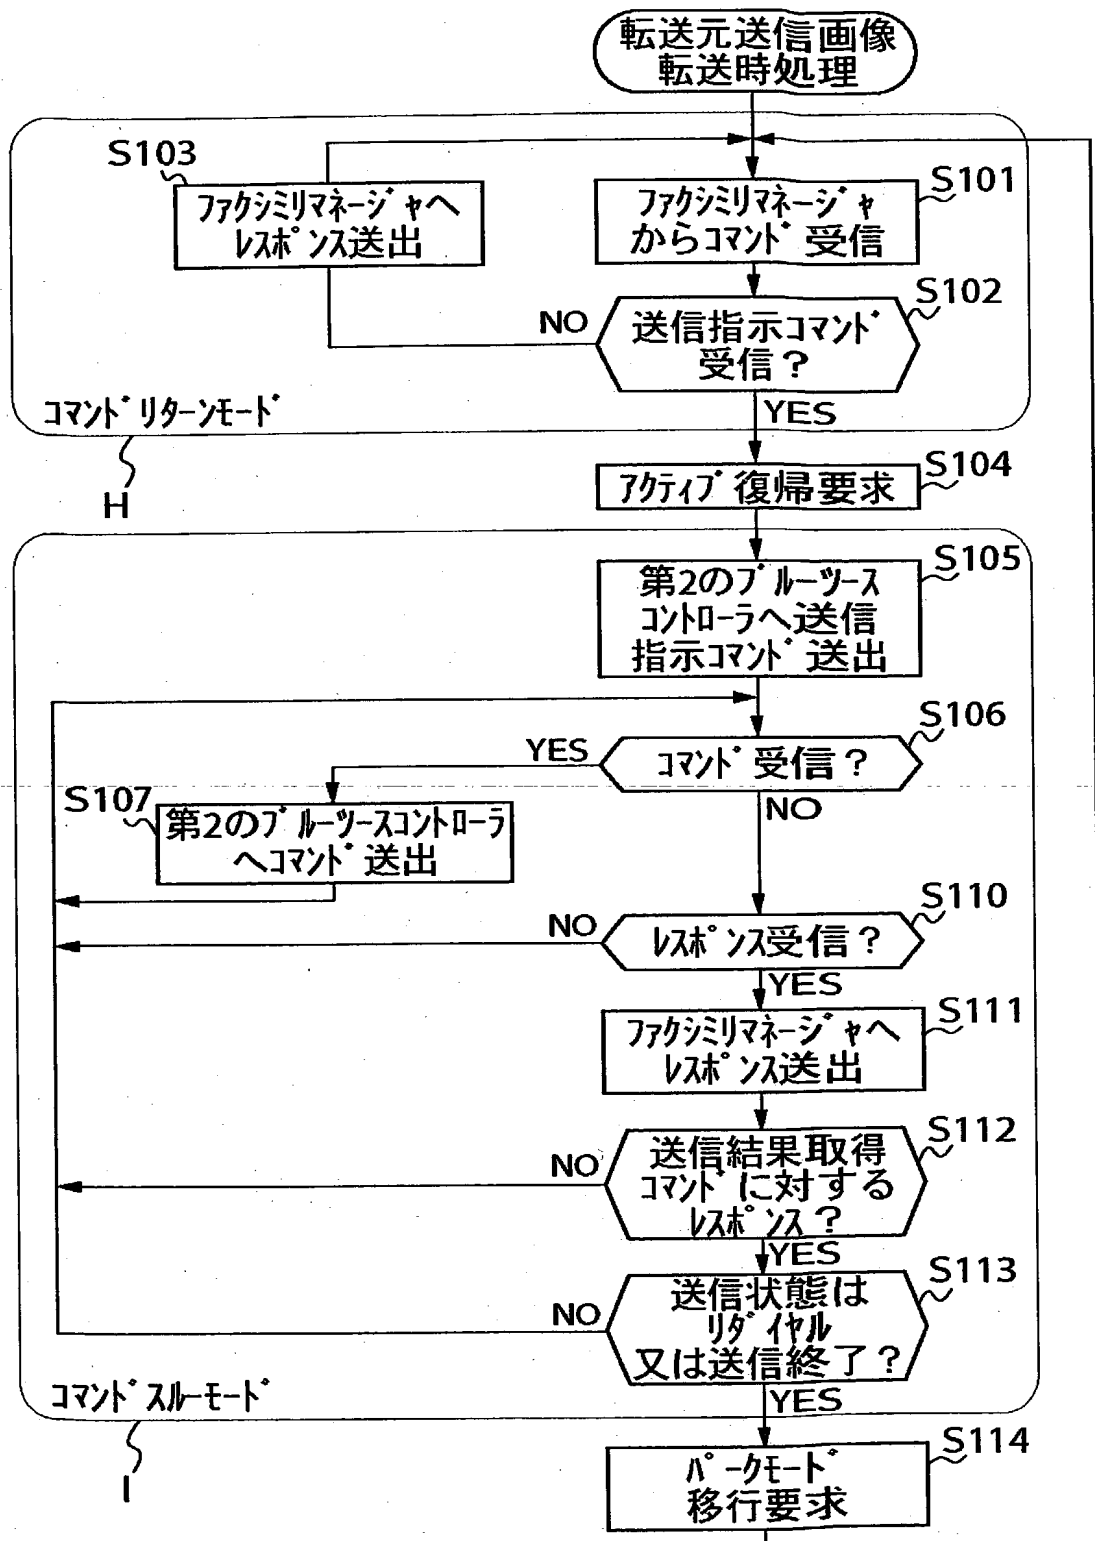 転送元送信画像
転送時処理
S103
ファクシミリマネージャへ
レスポンス送出
S101
ファクシミリマネージャ
からコマンド受信
S102
NO
送信指示コマンド
受信？
YES
コマンドリターンモード
H
S104
アクティブ復帰要求
S105
第2のブルーツース
コントローラへ送信
指示コマンド送出
S106
YES
コマンド受信？
NO
S107
第2のブルーツースコントローラ
へコマンド送出
S110
NO
レスポンス受信？
YES
S111
ファクシミリマネージャへ
レスポンス送出
S112
NO
送信結果取得
コマンドに対する
レスポンス？
YES
S113
NO
送信状態は
リダイヤル
又は送信終了？
YES
コマンドスルーモード
I
S114
パークモード
移行要求